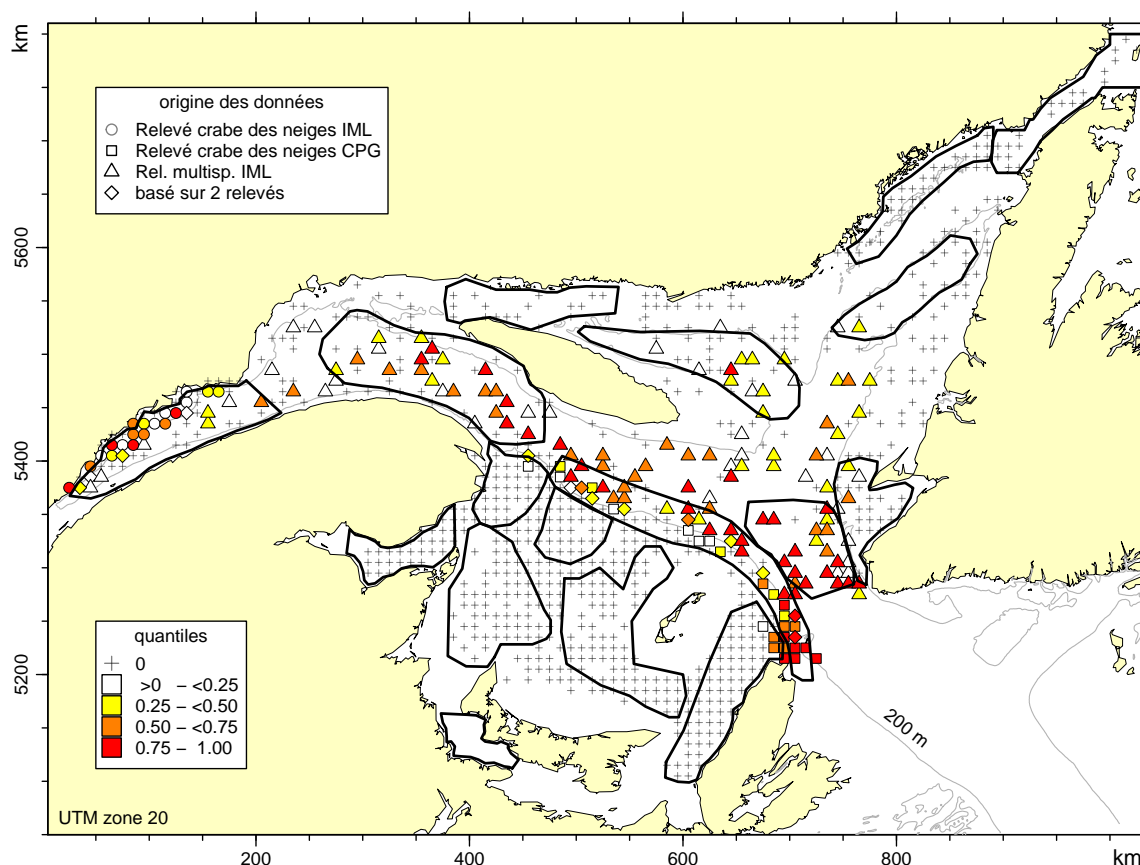 km
5600
5400
5200
origine des données
Relevé crabe des neiges IML
Relevé crabe des neiges CPG
Rel. multisp. IML
basé sur 2 relevés
quantiles
0
>0 – <0.25
0.25 – <0.50
0.50 – <0.75
0.75 – 1.00
200 m
UTM zone 20
200 400 600 800 km